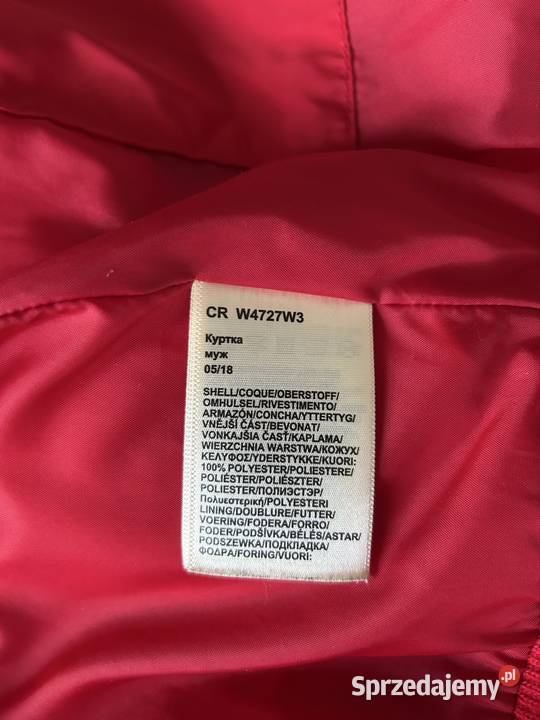 CR W4727W3
Куртка
муж
05/18
SHELL/COQUE/OBERSTOFF/
OMHULSEL/RIVESTIMENTO/
ARMAZÓN/CONCHA/YTTERTYG/
VNĚJŠÍ ČÁST/BEVONAT/
VONKAJŠIA ČASŤ/KAPLAMA/
WIERZCHNIA WARSTWA/КОЖУХ/
ΚΕΛΥΦΟΣ/YDERSTYKKE/KUORI:
100% POLYESTER/POLIESTERE/
POLIÉSTER/POLIÉSZTER/
POLIESTER/ПОЛИЭСТЭР/
Πολυεστερική/POLYESTERI
LINING/DOUBLURE/FUTTER/
VOERING/FODERA/FORRO/
FODER/PODŠÍVKA/BÉLÉS/ASTAR/
PODSZEWKA/ПОДКЛАДКА/
ΦΟΔΡΑ/FORING/VUORI:
Sprzedajemy.pl